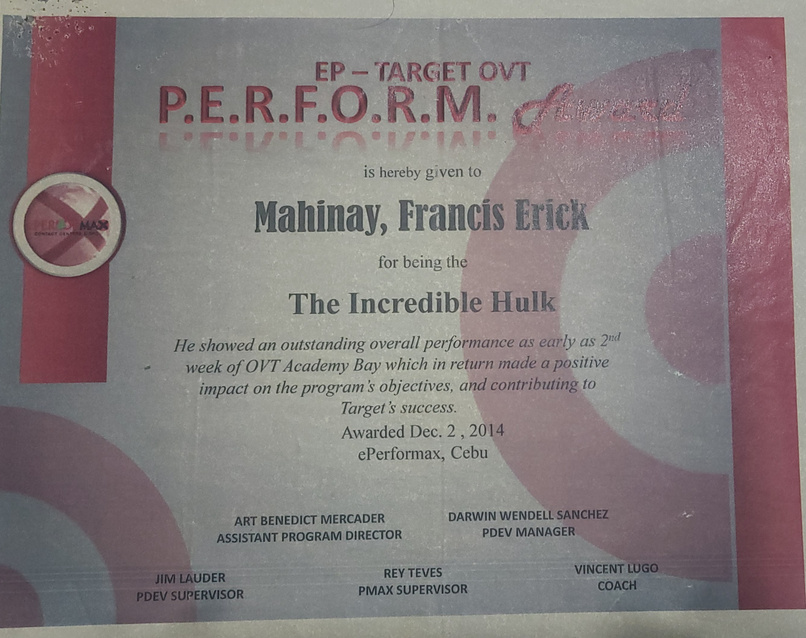 EP – TARGET OVT
P.E.R.F.O.R.M. Award
is hereby given to
Mahinay, Francis Erick
for being the
The Incredible Hulk
He showed an outstanding overall performance as early as 2nd
week of OVT Academy Bay which in return made a positive
impact on the program's objectives, and contributing to
Target's success.
Awarded Dec. 2 , 2014
ePerformax, Cebu
ART BENEDICT MERCADER
ASSISTANT PROGRAM DIRECTOR
DARWIN WENDELL SANCHEZ
PDEV MANAGER
JIM LAUDER
PDEV SUPERVISOR
REY TEVES
PMAX SUPERVISOR
VINCENT LUGO
COACH